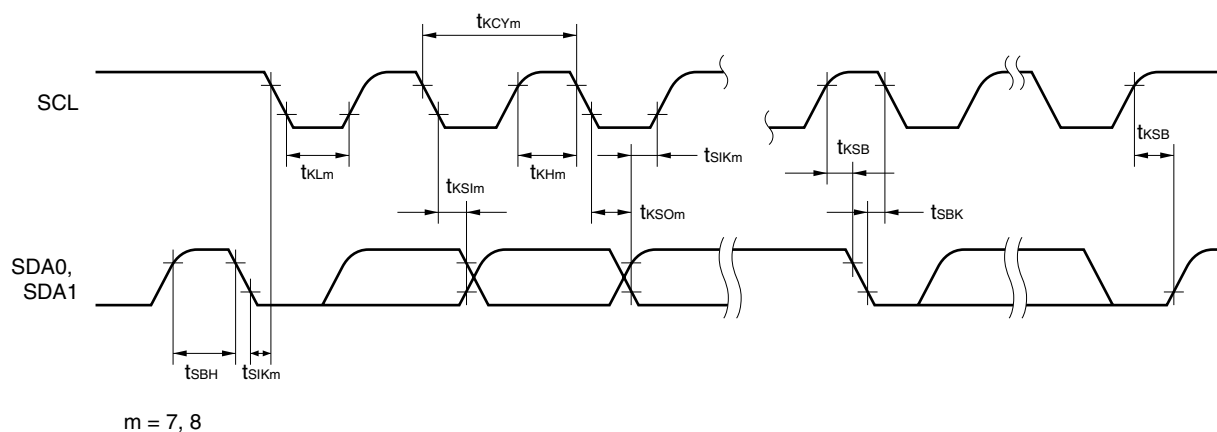 tKCYm
SCL
tKLm
tKHm
tSIKm
tKSB
tKSB
tKSIm
tKSOm
tSBK
SDA0,
SDA1
tSBH
tSIKm
m = 7, 8